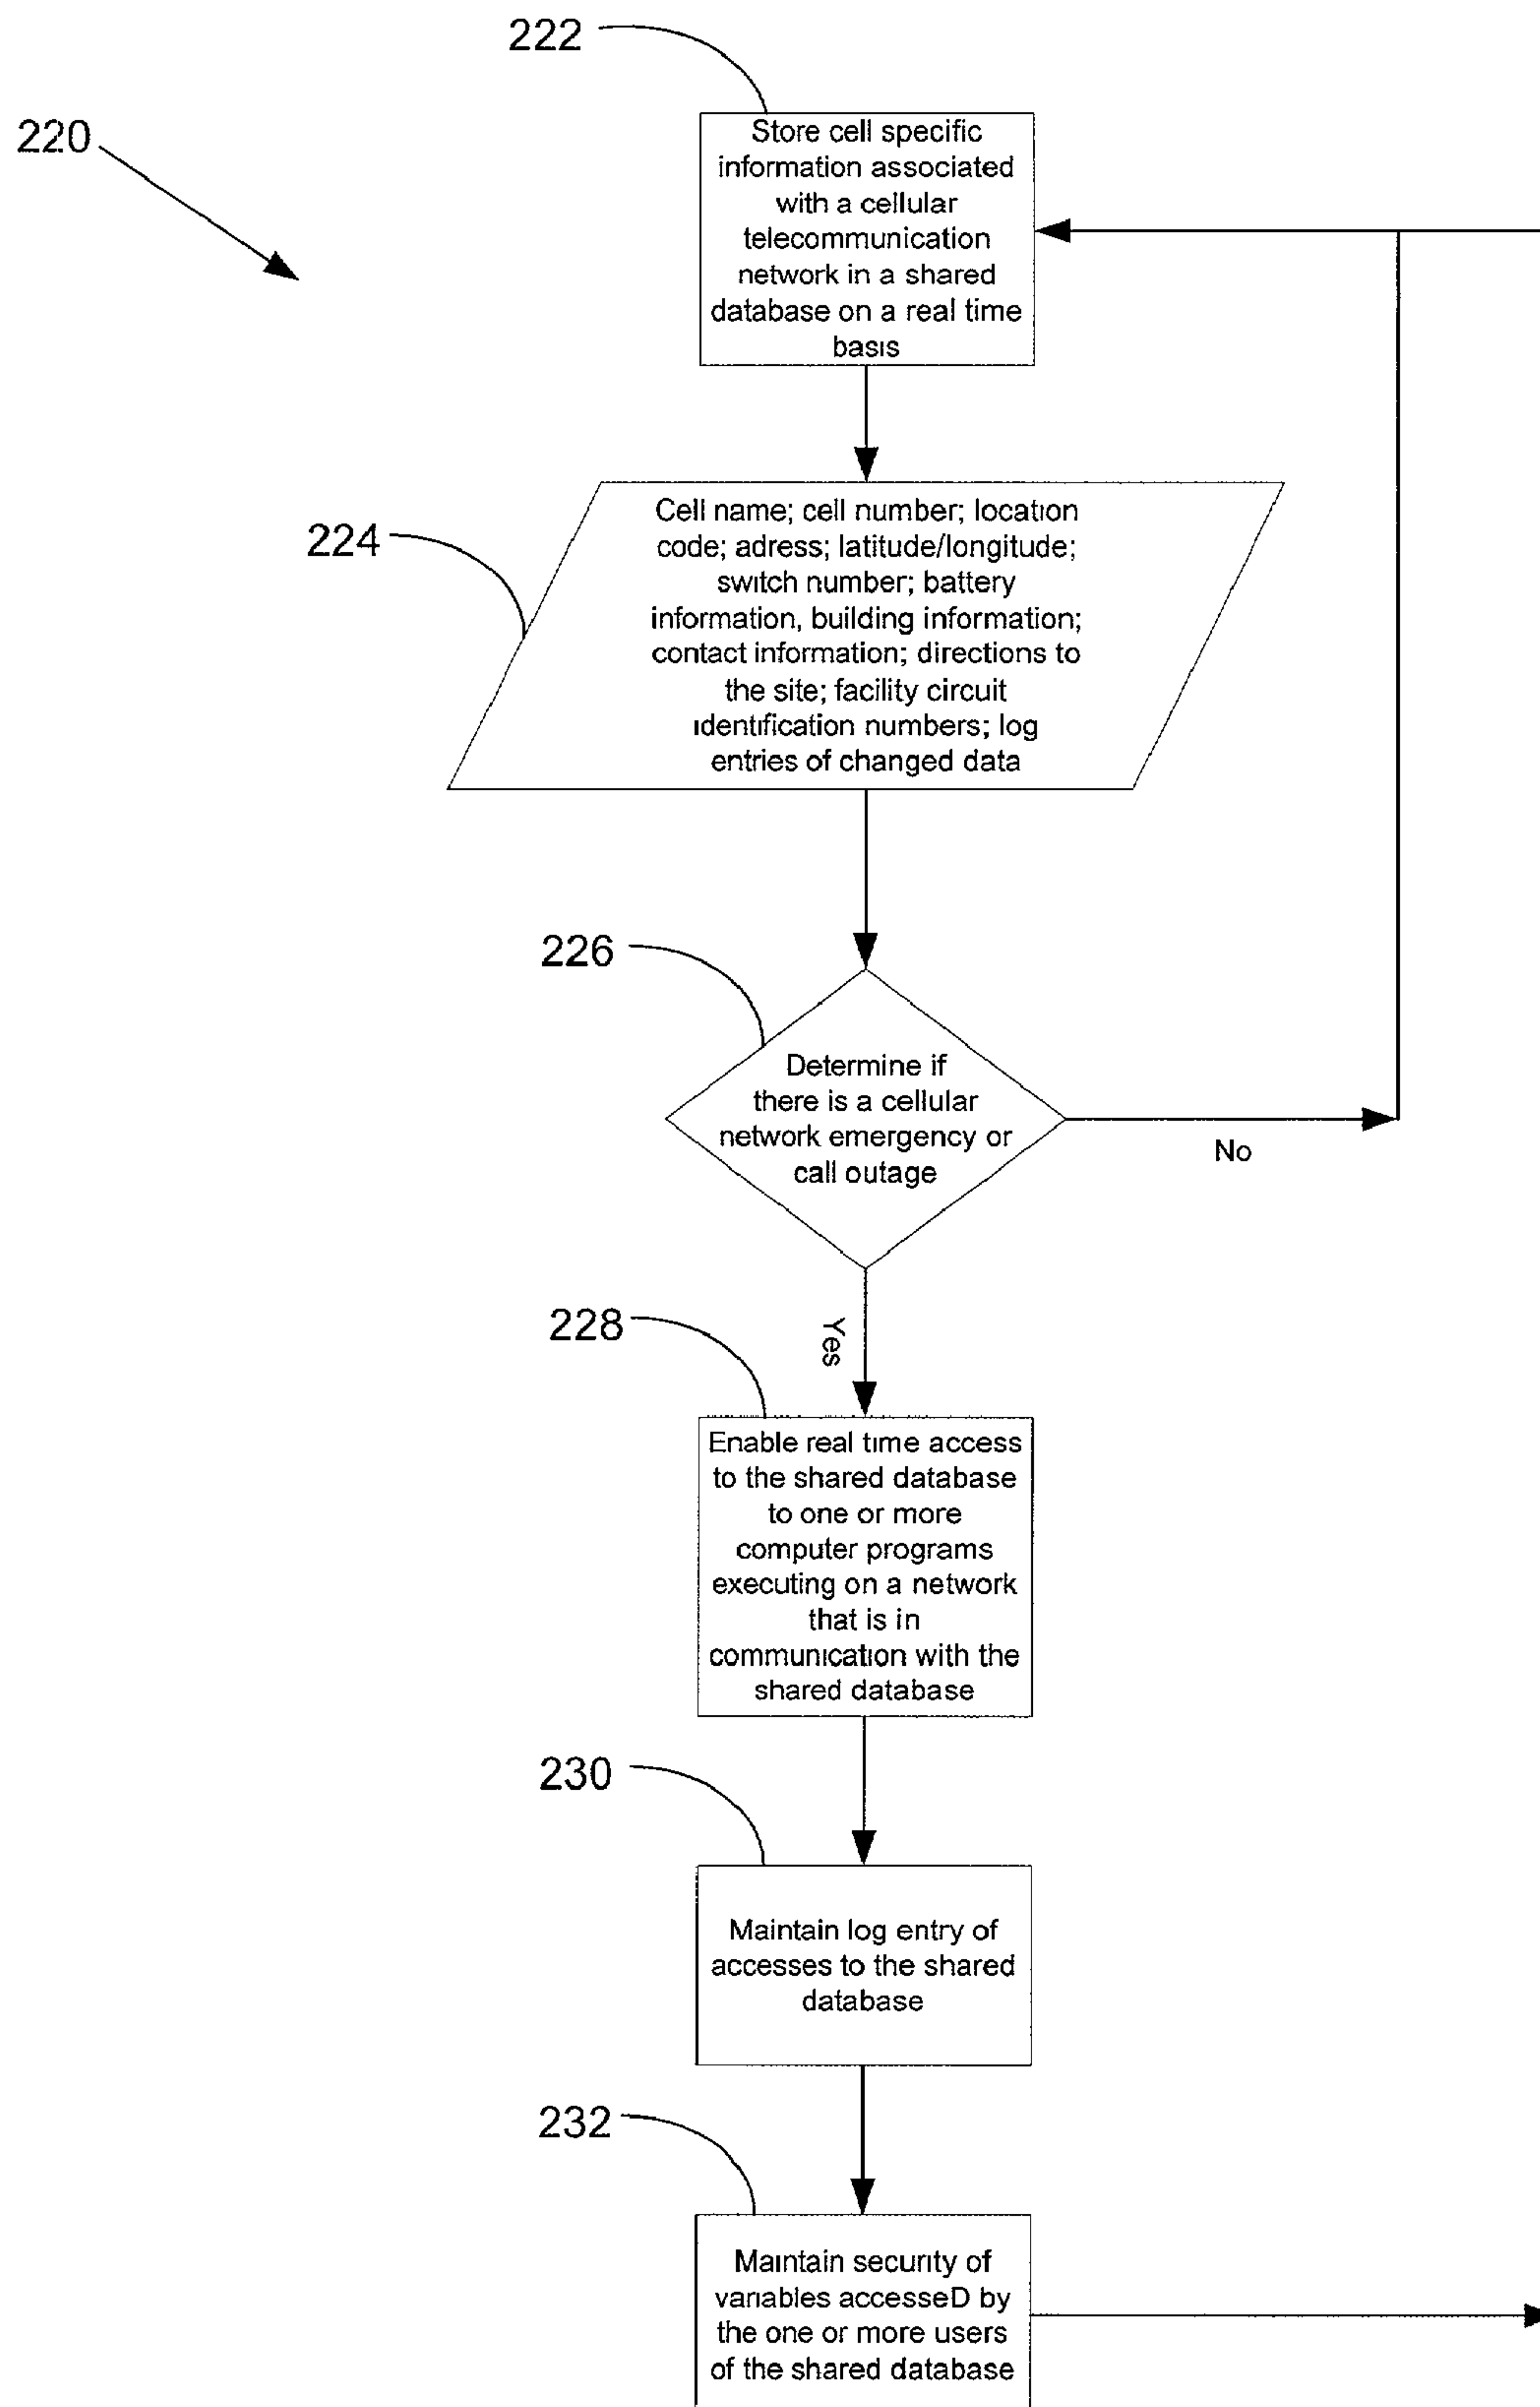 222
220
Store cell specific
information associated
with a cellular
telecommunication
network in a shared
database on a real time
basis
224
Cell name; cell number; location
code; adress; latitude/longitude;
switch number; battery
information, building information;
contact information; directions to
the site; facility circuit
identification numbers; log
entries of changed data
226
Determine if
there is a cellular
network emergency or
call outage
No
Yes
228
Enable real time access
to the shared database
to one or more
computer programs
executing on a network
that is in
communication with the
shared database
230
Maintain log entry of
accesses to the shared
database
232
Maintain security of
variables accesseD by
the one or more users
of the shared database